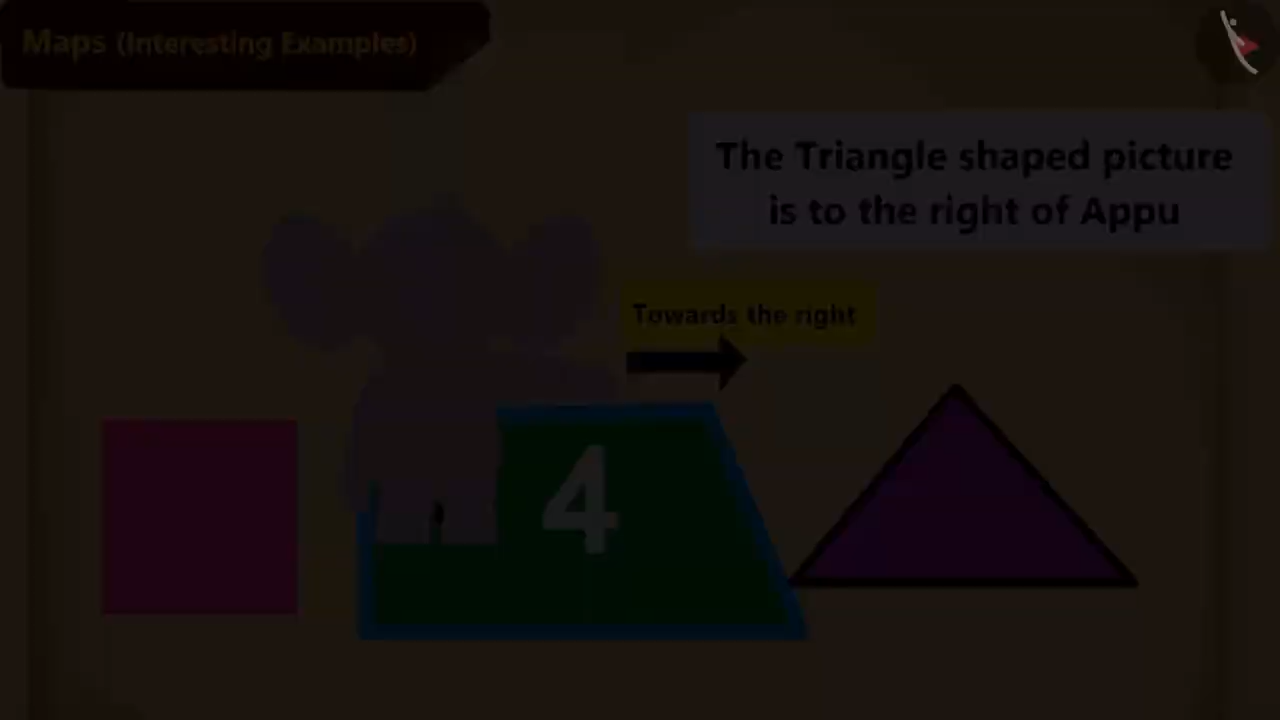 Maps (Interesting Examples)
The Triangle shaped picture
is to the right of Appu
Towards the right
4